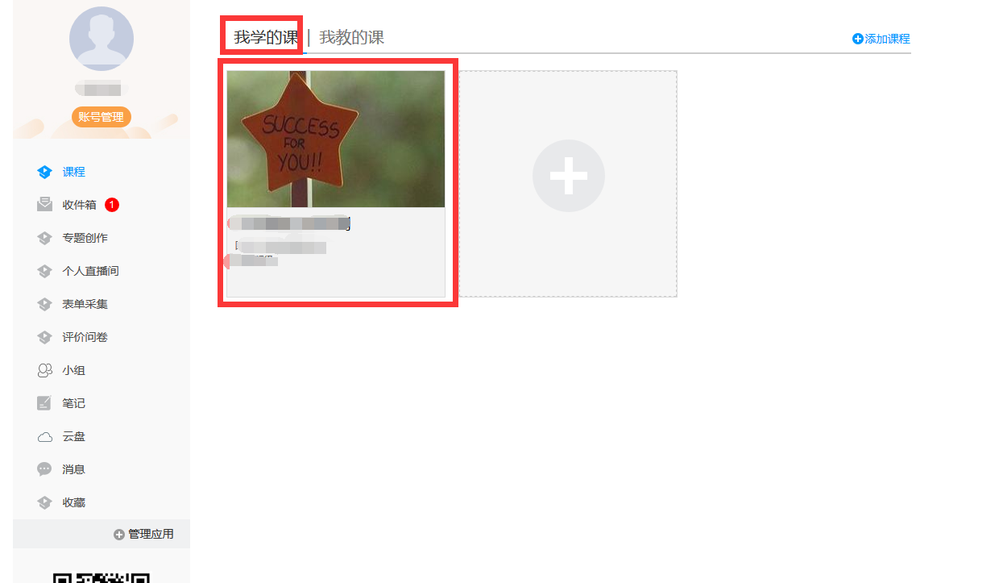 账号管理
课程
收件箱 1
专题创作
个人直播间
表单采集
评价问卷
小组
笔记
云盘
消息
收藏
管理应用
我学的课 | 我教的课
添加课程
SUCCESS
FOR
YOU!!